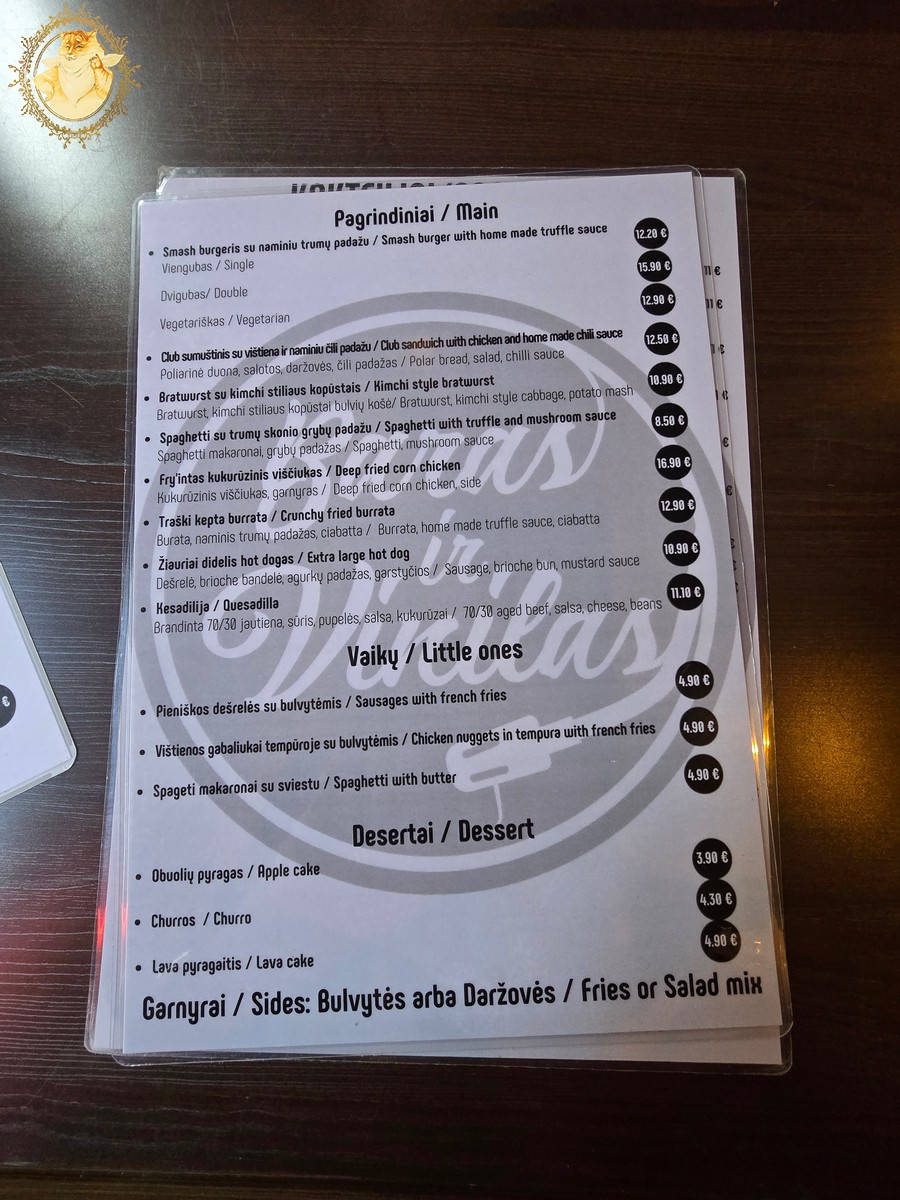 Pagrindiniai / Main
• Smash burgeris su naminiu trumų padažu / Smash burger with home made truffle sauce
12.20 €
Viengubas / Single
15.90 €
Dvigubas/ Double
12.90 €
Vegetariškas / Vegetarian
• Club sumuštinis su vištiena ir naminiu čili padažu / Club sandwich with chicken and home made chili sauce 12.50 €
Poliarinė duona, salotos, daržovės, čili padažas / Polar bread, salad, chilli sauce
• Bratwurst su kimchi stiliaus kopūstais / Kimchi style bratwurst 10.90 €
Bratwurst, kimchi stiliaus kopūstai bulvių košė/ Bratwurst, kimchi style cabbage, potato mash
• Spaghetti su trumų skonio grybų padažu / Spaghetti with truffle and mushroom sauce 8.50 €
Spaghetti makaronai, grybų padažas / Spaghetti, mushroom sauce
• Fry'intas kukurūzinis viščiukas / Deep fried corn chicken 16.90 €
Kukurūzinis viščiukas, garnyras / Deep fried corn chicken, side
• Traški kepta burrata / Crunchy fried burrata 12.90 €
Burata, naminis trumų padažas, ciabatta / Burrata, home made truffle sauce, ciabatta
• Žiauriai didelis hot dogas / Extra large hot dog 10.90 €
Dešrelė, brioche bandelė, agurkų padažas, garstyčios / Sausage, brioche bun, mustard sauce
• Kesadilija / Quesadilla 11.10 €
Brandinta 70/30 jautiena, sūris, pupelės, salsa, kukurūzai / 70/30 aged beef, salsa, cheese, beans
Vaikų / Little ones
• Pieniškos dešrelės su bulvytėmis / Sausages with french fries 4.90 €
• Vištienos gabaliukai tempūroje su bulvytėmis / Chicken nuggets in tempura with french fries 4.90 €
• Spageti makaronai su sviestu / Spaghetti with butter 4.90 €
Desertai / Dessert
• Obuolių pyragas / Apple cake 3.90 €
• Churros / Churro 4.30 €
• Lava pyragaitis / Lava cake 4.90 €
Garnyrai / Sides: Bulvytės arba Daržovės / Fries or Salad mix
ir
Vinilas